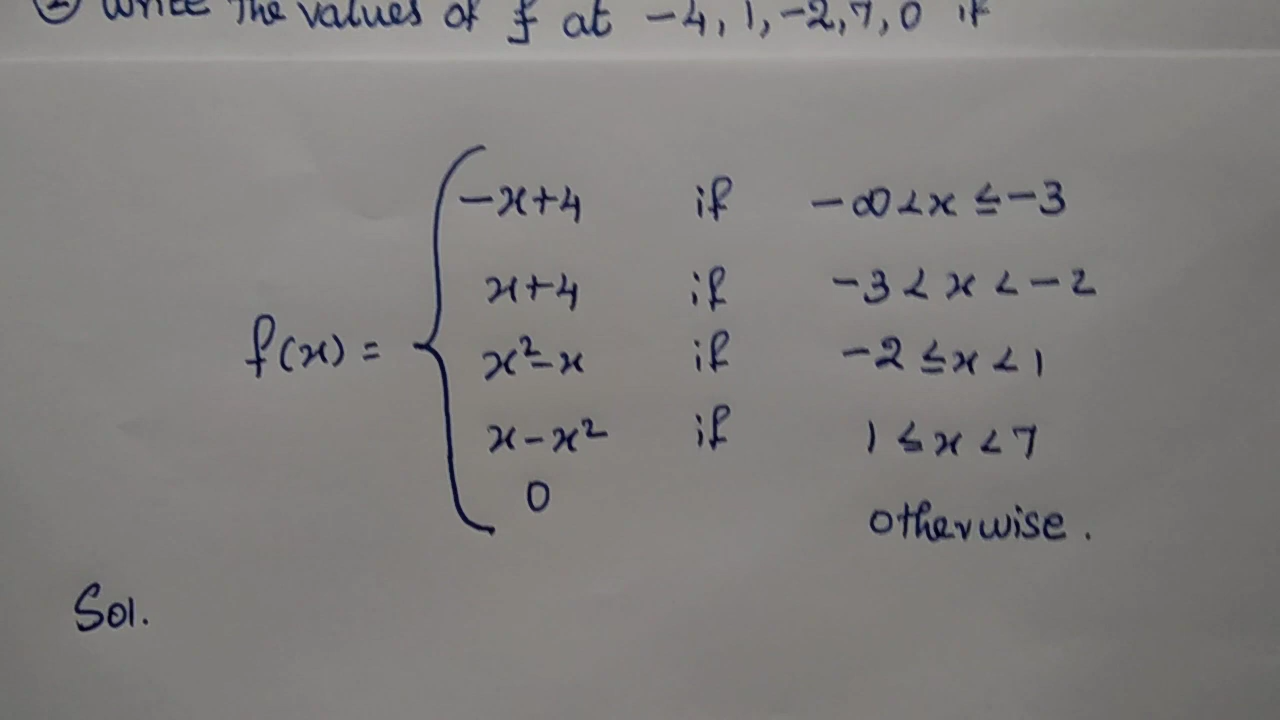 ② Write the values of f at -4, 1, -2, 7, 0 if
f(x) = { -x+4 if -∞ < x ≤ -3
x+4 if -3 < x < -2
x²-x if -2 ≤ x < 1
x-x² if 1 ≤ x < 7
0 otherwise.
Sol.